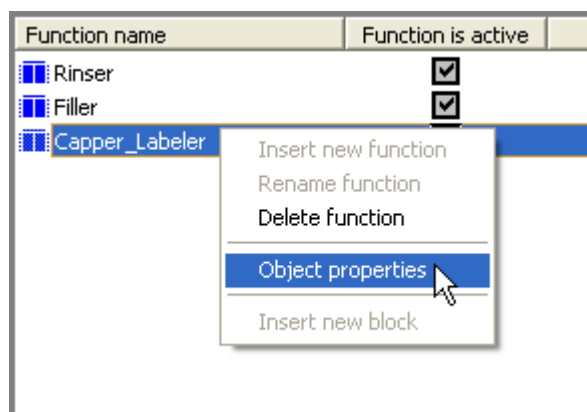 Function name Function is active
Rinser
Filler
Capper_Labeler
Insert new function
Rename function
Delete function
Object properties
Insert new block